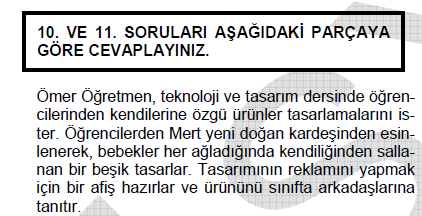 10. VE 11. SORULARI AŞAĞIDAKİ PARÇAYA
GÖRE CEVAPLAYINIZ.
Ömer Öğretmen, teknoloji ve tasarım dersinde öğren-
cilerinden kendilerine özgü ürünler tasarlamalarını is-
ter. Öğrencilerden Mert yeni doğan kardeşinden esin-
lenerek, bebekler her ağladığında kendiliğinden salla-
nan bir beşik tasarlar. Tasarımının reklamını yapmak
için bir afiş hazırlar ve ürününü sınıfta arkadaşlarına
tanıtır.